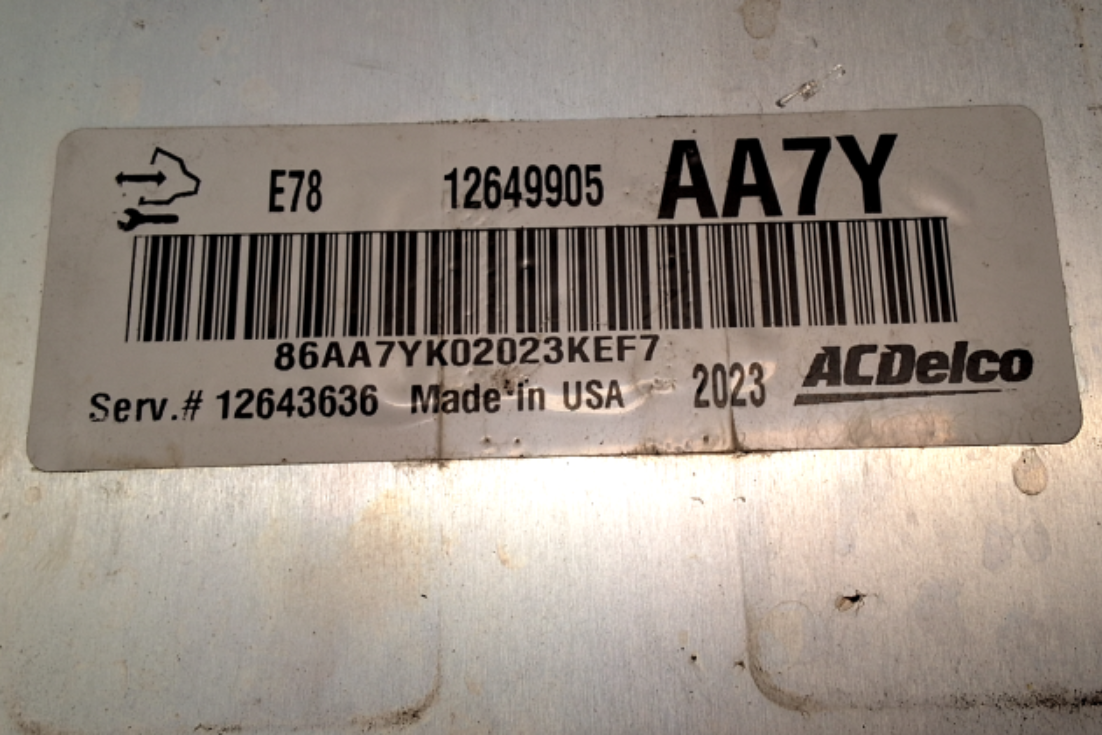 E78 12649905 AA7Y
86AA7YK02023KEF7
Serv.# 12643636 Made in USA 2023 ACDelco